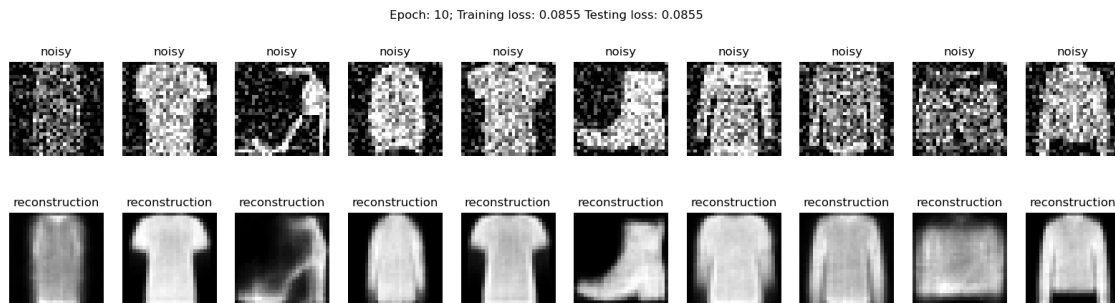 Epoch: 10; Training loss: 0.0855 Testing loss: 0.0855
noisy noisy noisy noisy noisy noisy noisy noisy noisy noisy
reconstruction reconstruction reconstruction reconstruction reconstruction reconstruction reconstruction reconstruction reconstruction reconstruction